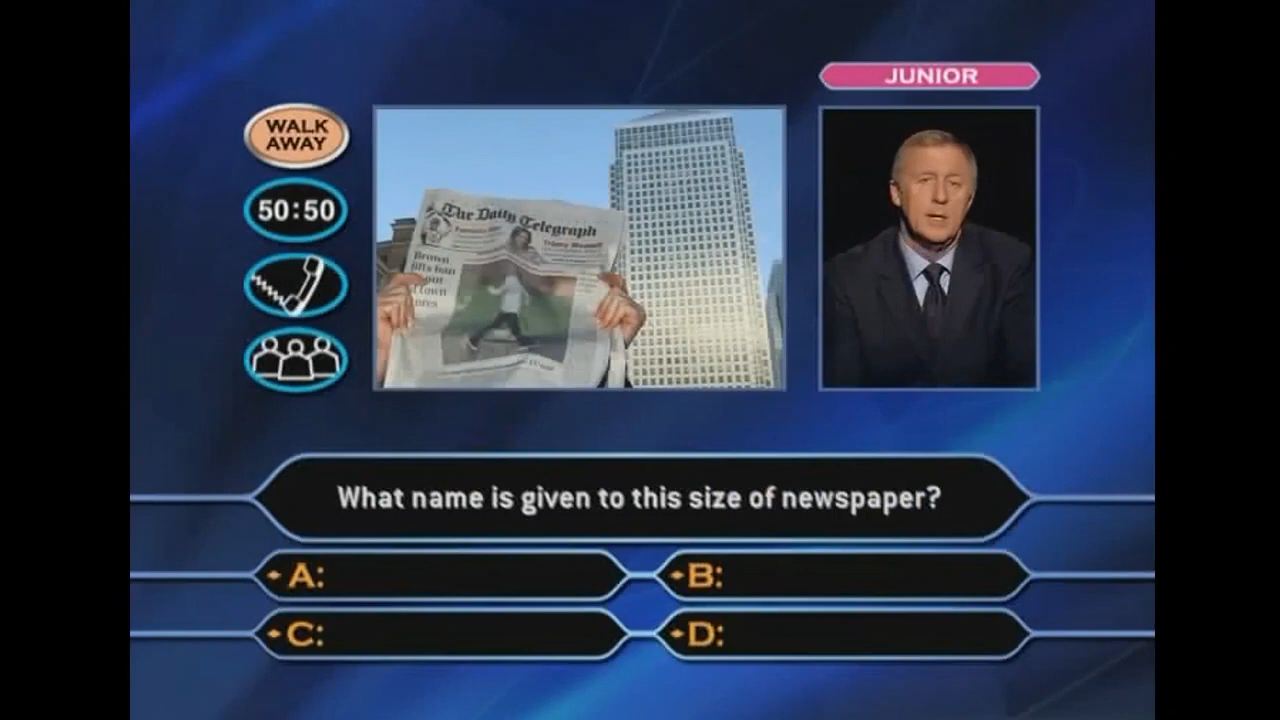 JUNIOR
WALK
AWAY
50:50
The Daily Telegraph
Brown
What name is given to this size of newspaper?
A:
B:
C:
D: